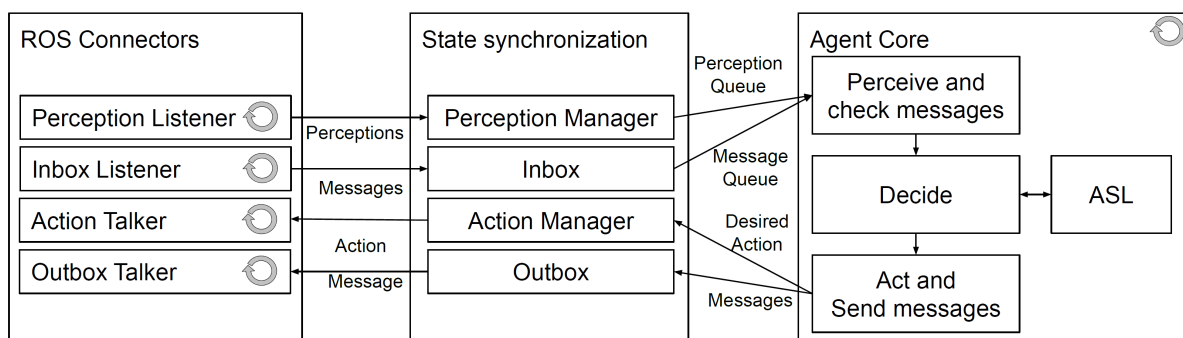 ROS Connectors
Perception Listener
Inbox Listener
Action Talker
Outbox Talker
Perceptions
Messages
Action
Message
State synchronization
Perception Manager
Inbox
Action Manager
Outbox
Perception
Queue
Message
Queue
Desired
Action
Messages
Agent Core
Perceive and
check messages
Decide
ASL
Act and
Send messages